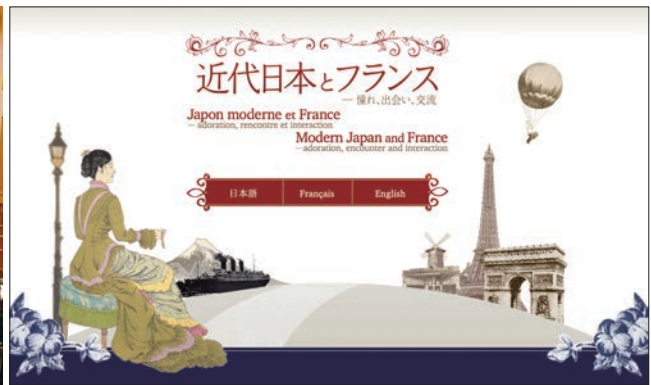 近代日本とフランス
― 憧れ、出会い、交流
Japon moderne et France
― adoration, rencontre et interaction
Modern Japan and France
― adoration, encounter and interaction
日本語 Français English